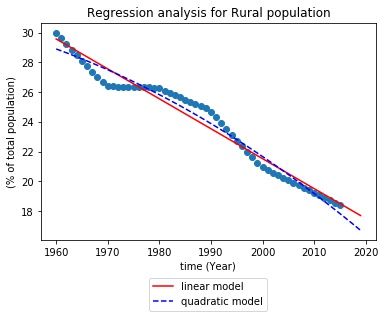 Regression analysis for Rural population
30
28
26
24
22
20
18
(% of total population)
1960 1970 1980 1990 2000 2010 2020
time (Year)
linear model
quadratic model